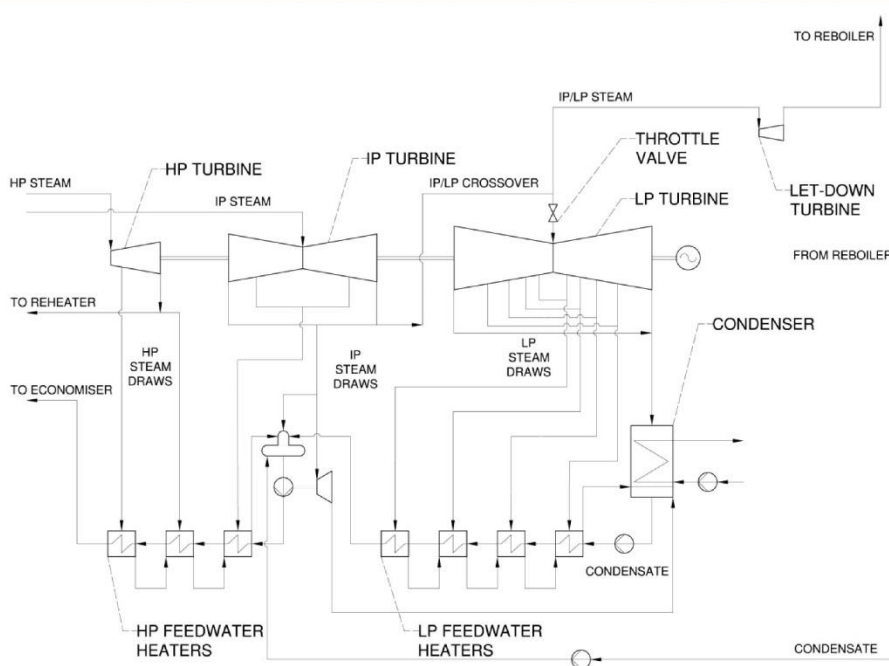 TO REBOILER
IP/LP STEAM
THROTTLE
VALVE
HP TURBINE
IP TURBINE
HP STEAM
IP STEAM
IP/LP CROSSOVER
LP TURBINE
LET-DOWN
TURBINE
FROM REBOILER
TO REHEATER
CONDENSER
HP
STEAM
DRAWS
IP
STEAM
DRAWS
LP
STEAM
DRAWS
TO ECONOMISER
CONDENSATE
HP FEEDWATER
HEATERS
LP FEEDWATER
HEATERS
CONDENSATE